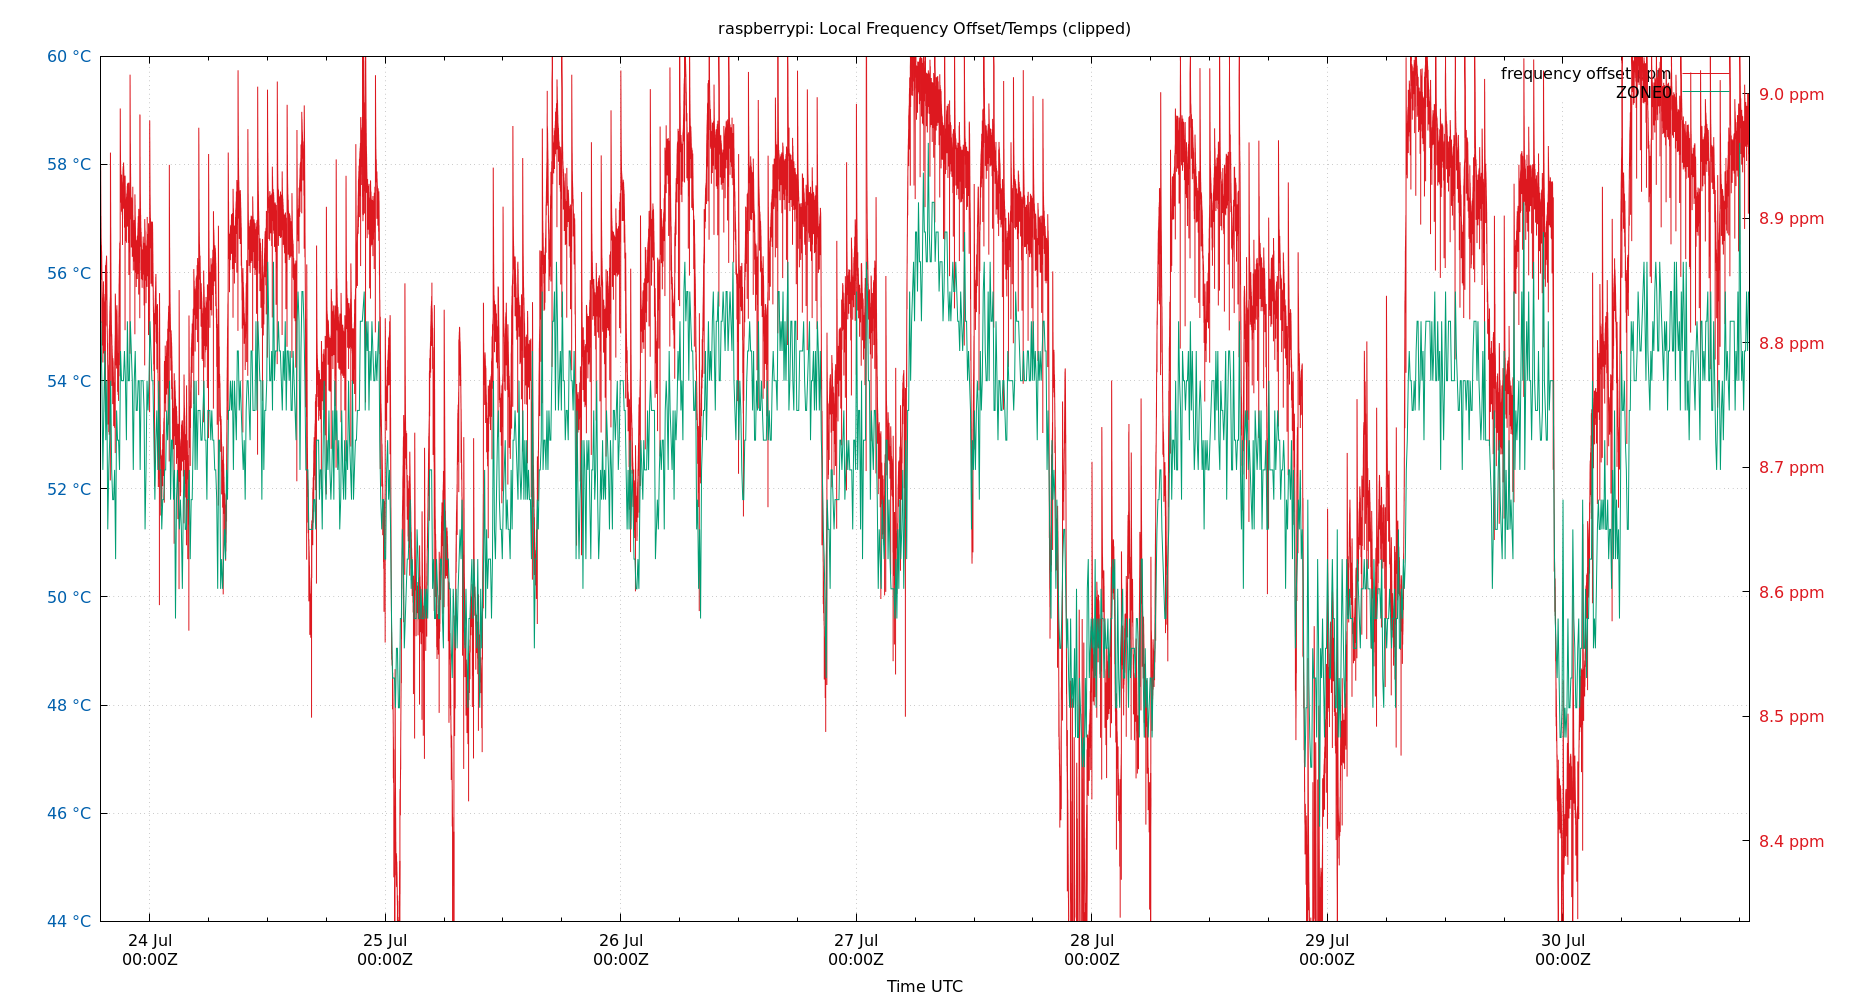 raspberrypi: Local Frequency Offset/Temps (clipped)
60 °C
58 °C
56 °C
54 °C
52 °C
50 °C
48 °C
46 °C
44 °C
frequency offset ppm
ZONE0
9.0 ppm
8.9 ppm
8.8 ppm
8.7 ppm
8.6 ppm
8.5 ppm
8.4 ppm
24 Jul
00:00Z
25 Jul
00:00Z
26 Jul
00:00Z
27 Jul
00:00Z
28 Jul
00:00Z
29 Jul
00:00Z
30 Jul
00:00Z
Time UTC